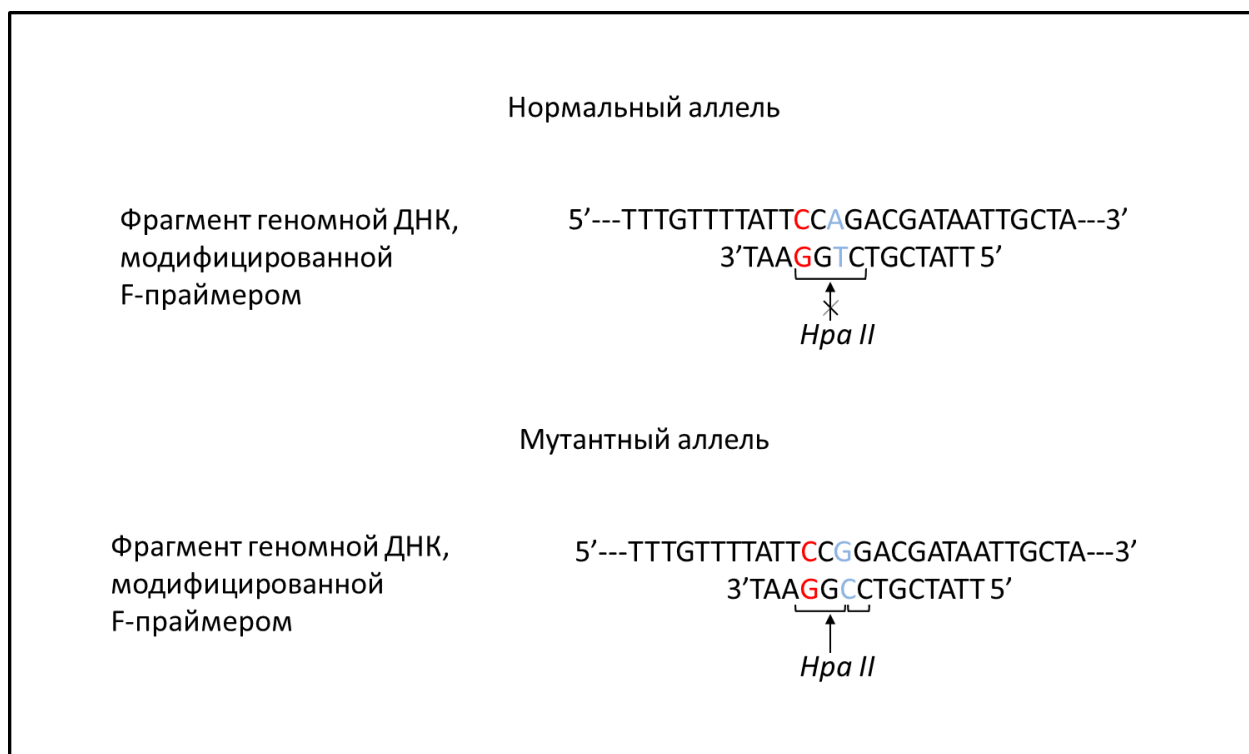 Нормальный аллель
Фрагмент геномной ДНК,
модифицированной
F-праймером
5’---TTTGTTTTATTCCAGACGATAATTGCTA---3’
3’TAAGGTCTGCTATT 5’
Hpa II
Мутантный аллель
Фрагмент геномной ДНК,
модифицированной
F-праймером
5’---TTTGTTTTATTCCGGACGATAATTGCTA---3’
3’TAAGGCCTGCTATT 5’
Hpa II